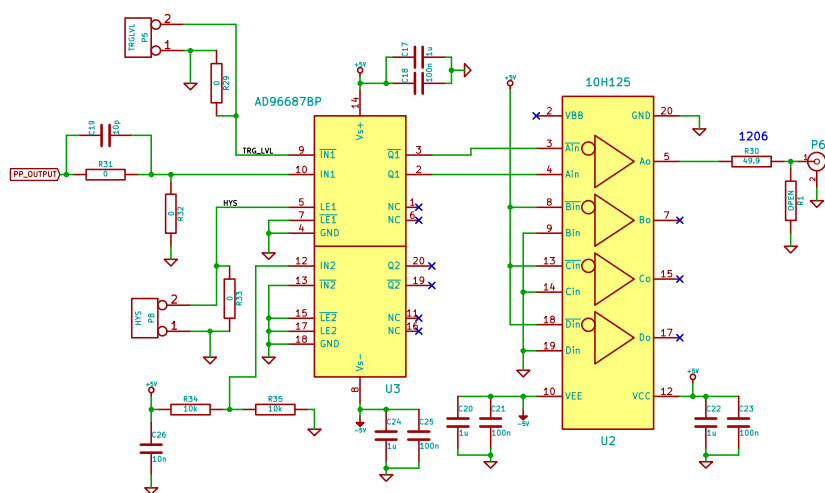 TRGLVL
P5
2
1
0
R29
C19
10p
R31
0
PP_OUTPUT
TRG_LVL
0
R32
HYS
HYS
P8
2
1
0
R33
+5V
R34
10k
R35
10k
C26
10n
AD96687BP
+5V
C17
1u
C18
100n
14
Vs+
9
IN1
10
IN1
5
LE1
7
LE1
4
GND
12
IN2
13
IN2
15
LE2
17
LE2
18
GND
Q1
3
Q1
2
NC
1
NC
6
Q2
20
Q2
19
NC
11
NC
16
Vs-
8
U3
-5V
C24
1u
C25
100n
10H125
+5V
2
VBB
3
Ain
4
Ain
8
Bin
9
Bin
13
Cin
14
Cin
18
Din
19
Din
10
VEE
GND
20
Ao
5
Bo
7
Co
15
Do
17
VCC
12
U2
C20
1u
C21
100n
-5V
+5V
C22
1u
C23
100n
1206
R30
49.9
OPEN
R1
P6
1
2